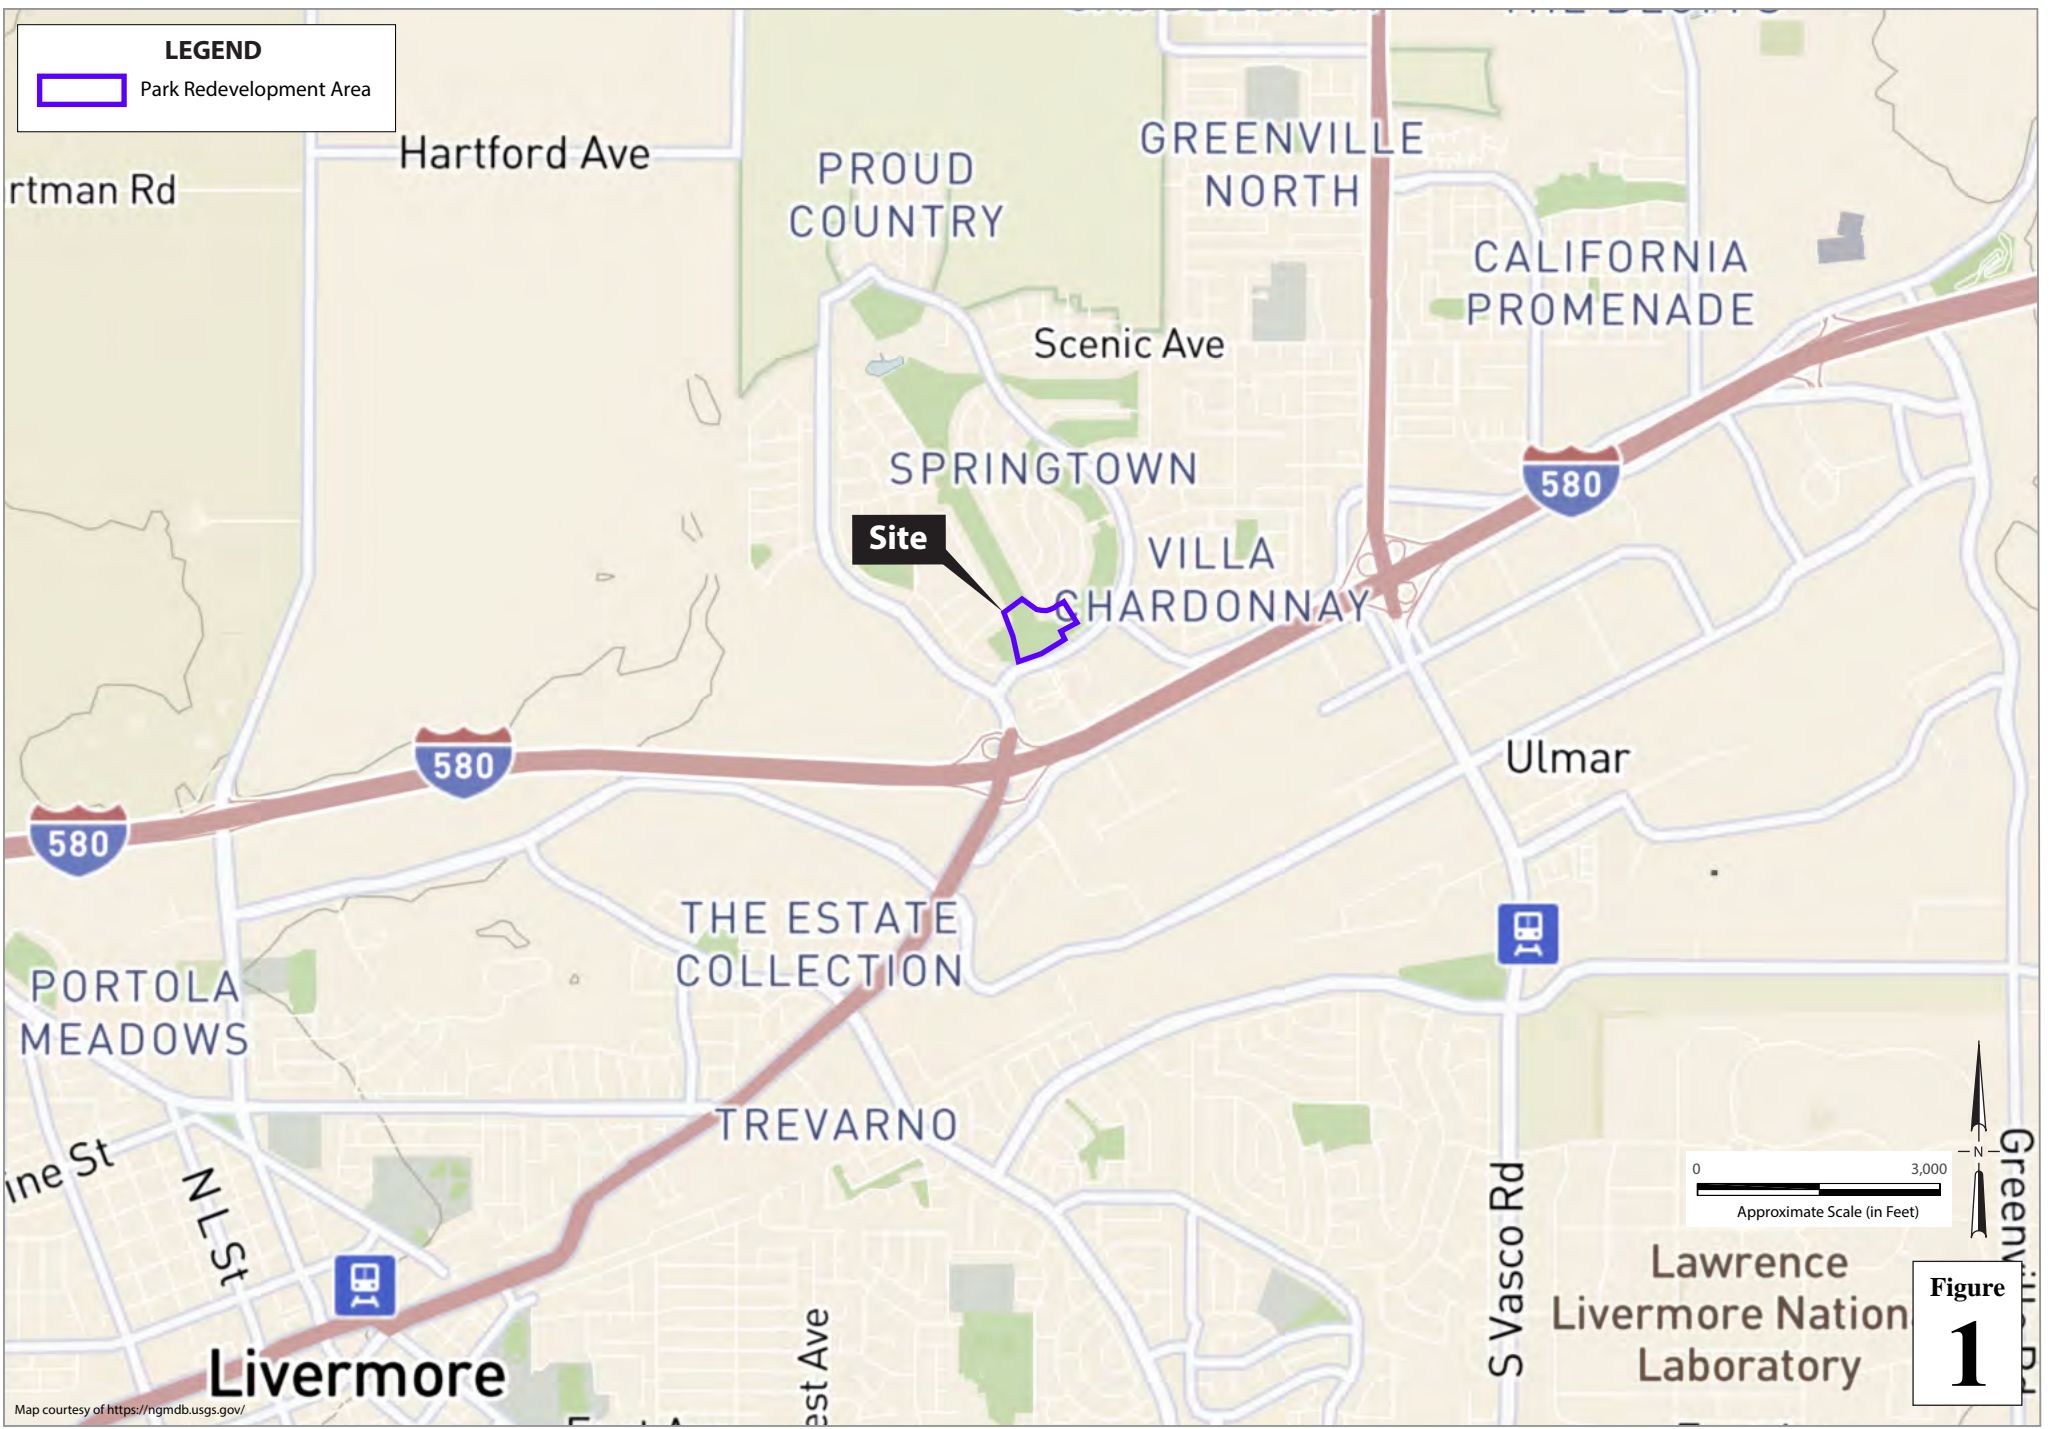 LEGEND
Park Redevelopment Area
Hartford Ave
rtman Rd
PROUD
COUNTRY
GREENVILLE
NORTH
CALIFORNIA
PROMENADE
Scenic Ave
SPRINGTOWN
580
Site
VILLA
CHARDONNAY
580
580
Ulmar
THE ESTATE
COLLECTION
PORTOLA
MEADOWS
TREVARNO
ine St
N L St
Livermore
est Ave
S Vasco Rd
Lawrence
Livermore Nation
Laboratory
0 3,000
Approximate Scale (in Feet)
N
Figure
1
Map courtesy of https://ngmdb.usgs.gov/